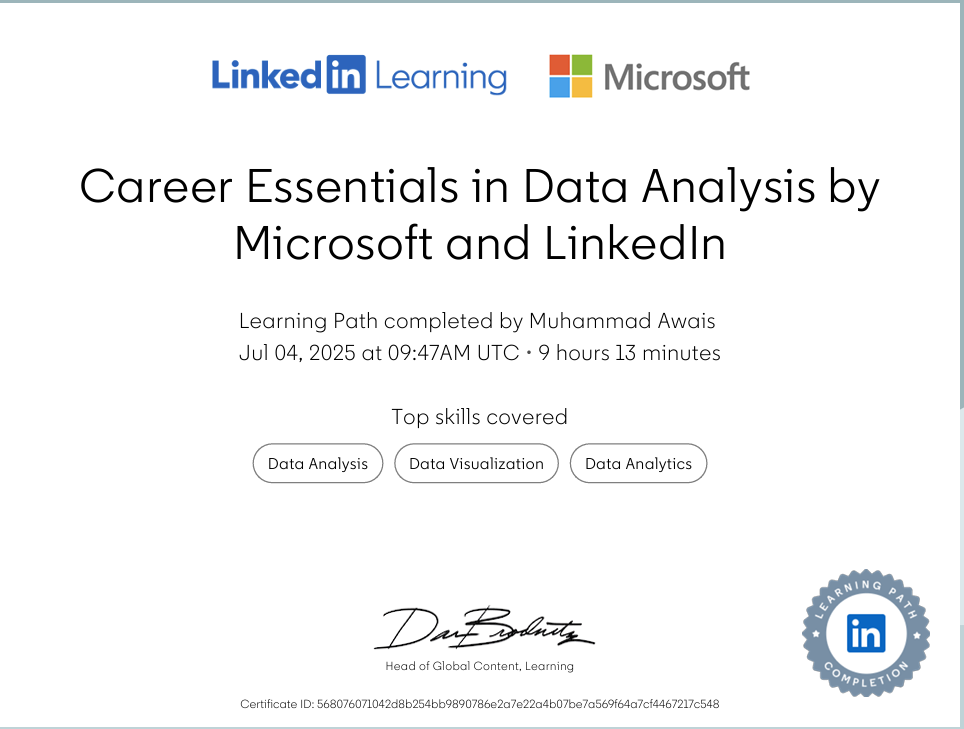 Linked in Learning Microsoft
Career Essentials in Data Analysis by
Microsoft and LinkedIn
Learning Path completed by Muhammad Awais
Jul 04, 2025 at 09:47AM UTC • 9 hours 13 minutes
Top skills covered
Data Analysis Data Visualization Data Analytics
Head of Global Content, Learning
LEARNING PATH
in
COMPLETION
Certificate ID: 568076071042d8b254bb9890786e2a7e22a4b07be7a569f64a7cf4467217c548